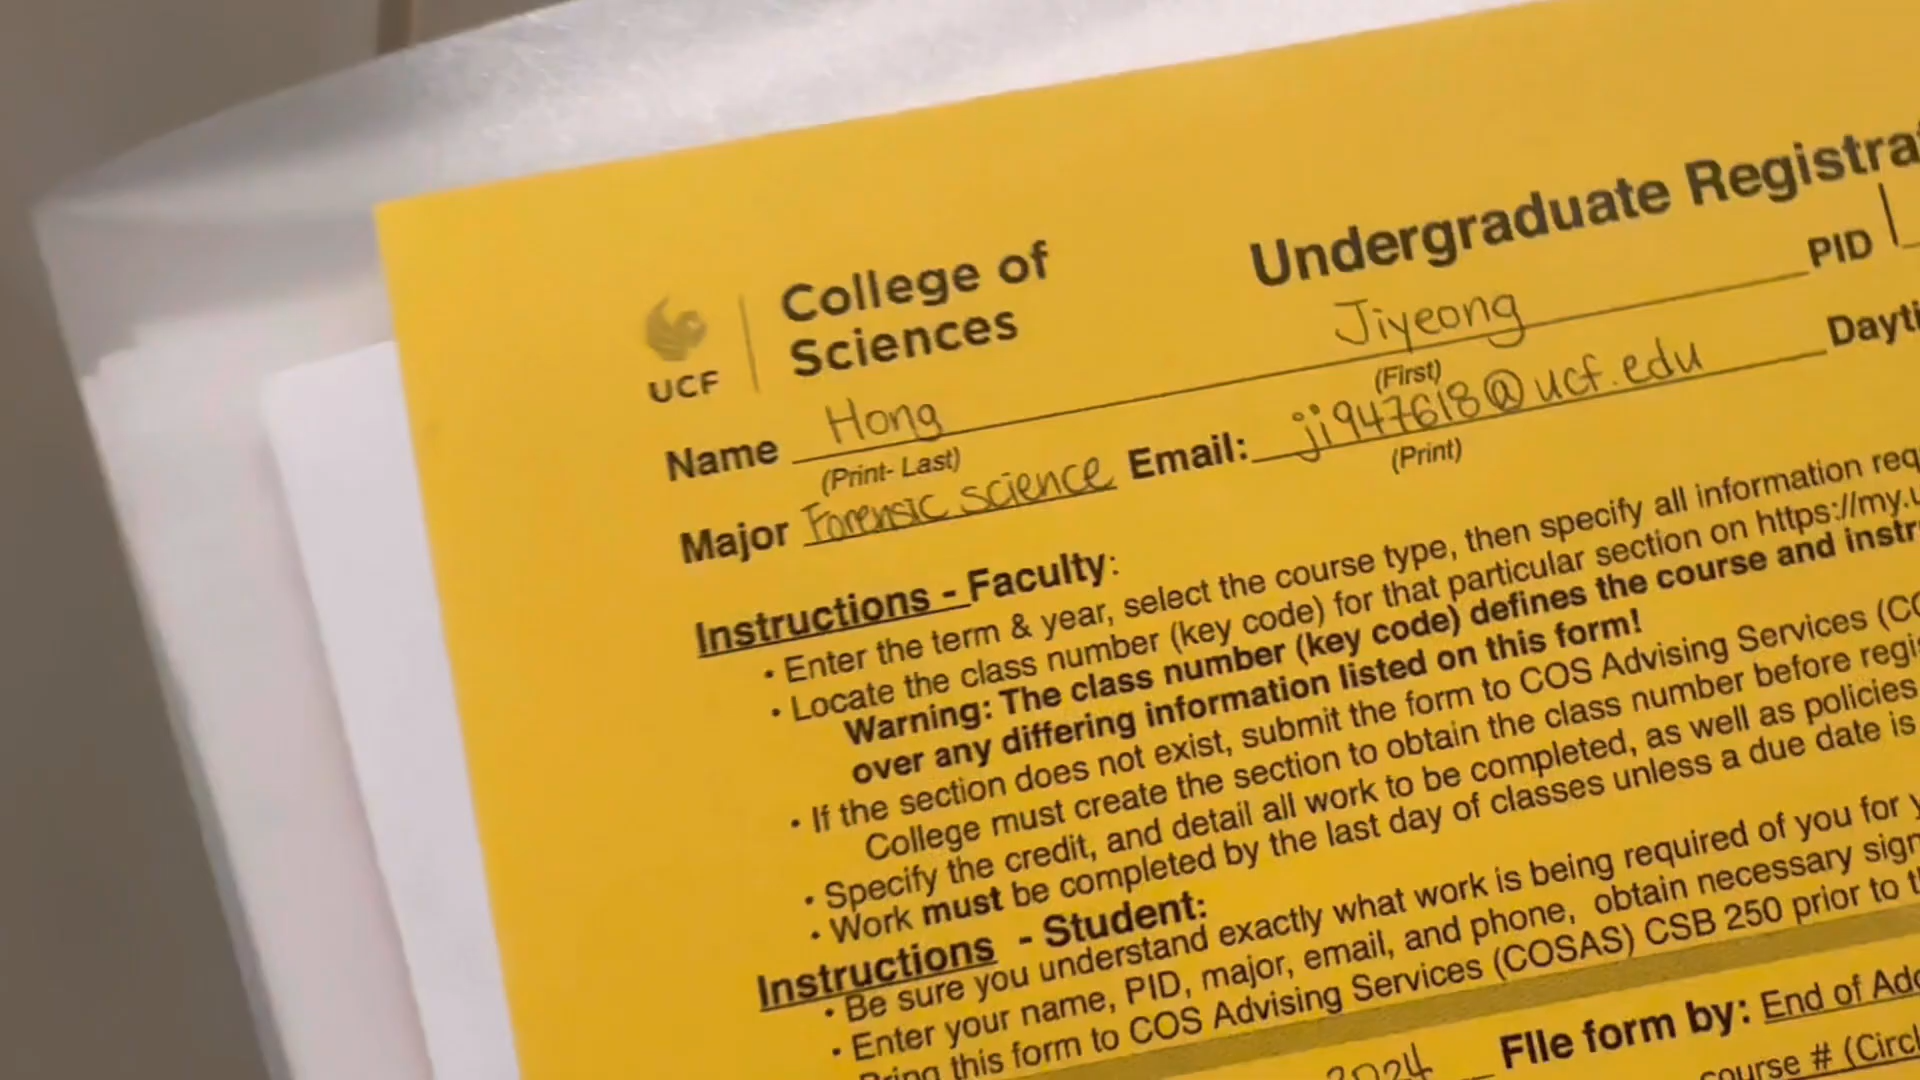 Undergraduate Registra
College of
Sciences
UCF
PID
Name Hong Jiyeong
(Print- Last) (First)
Dayti
Major Forensic science Email: ji947618@ucf.edu
(Print)
Instructions - Faculty:
• Enter the term & year, select the course type, then specify all information req
• Locate the class number (key code) for that particular section on https://my.u
Warning: The class number (key code) defines the course and instr
over any differing information listed on this form!
• If the section does not exist, submit the form to COS Advising Services (CO
College must create the section to obtain the class number before regi
• Specify the credit, and detail all work to be completed, as well as policies
• Work must be completed by the last day of classes unless a due date is
Instructions - Student:
• Be sure you understand exactly what work is being required of you for y
• Enter your name, PID, major, email, and phone, obtain necessary sign
Bring this form to COS Advising Services (COSAS) CSB 250 prior to th
2024 FIle form by: End of Add
course # (Circl